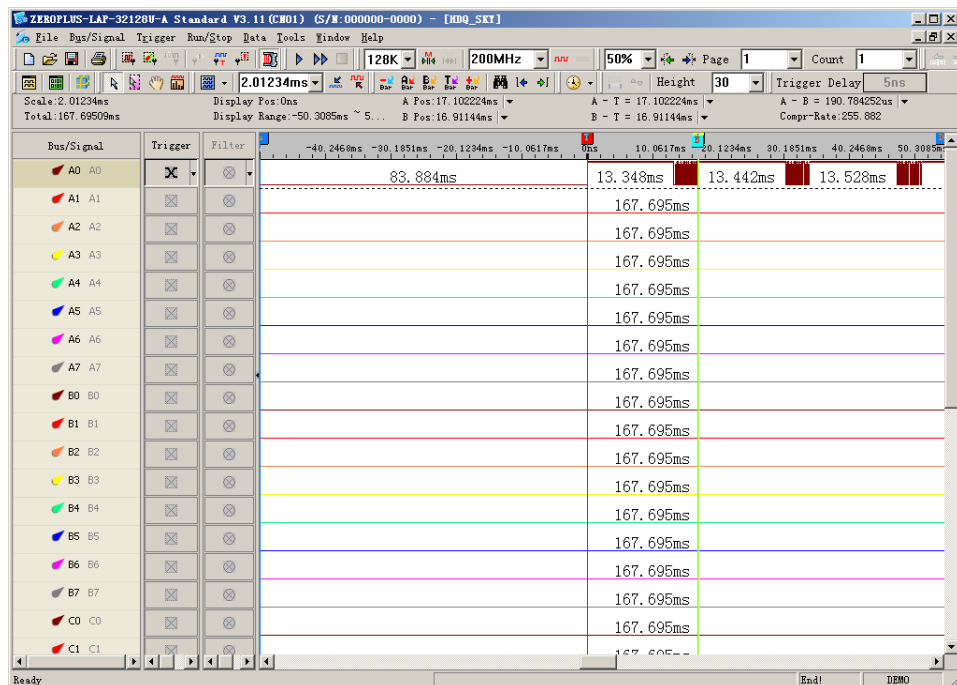 ZEROPLUS-LAP-32128U-A Standard V3.11(CN01) (S/N:000000-0000) - [HDQ_SKY]
File Bus/Signal Trigger Run/Stop Data Tools Window Help
128K 200MHz 50% Page 1 Count 1
2.01234ms Bar Bar Bar Bar Bar Height 30 Trigger Delay 5ns
Scale:2.01234ms Display Pos:0ns A Pos:17.102224ms A - T = 17.102224ms A - B = 190.784252us
Total:167.69509ms Display Range:-50.3085ms ~ 5... B Pos:16.91144ms B - T = 16.91144ms Compr-Rate:255.882
Bus/Signal Trigger Filter -40.2468ms -30.1851ms -20.1234ms -10.0617ms 0ns 10.0617ms 20.1234ms 30.1851ms 40.2468ms 50.3085ms
A0 A0 83.884ms 13.348ms 13.442ms 13.528ms
A1 A1 167.695ms
A2 A2 167.695ms
A3 A3 167.695ms
A4 A4 167.695ms
A5 A5 167.695ms
A6 A6 167.695ms
A7 A7 167.695ms
B0 B0 167.695ms
B1 B1 167.695ms
B2 B2 167.695ms
B3 B3 167.695ms
B4 B4 167.695ms
B5 B5 167.695ms
B6 B6 167.695ms
B7 B7 167.695ms
C0 C0 167.695ms
C1 C1
Ready End! DEMO